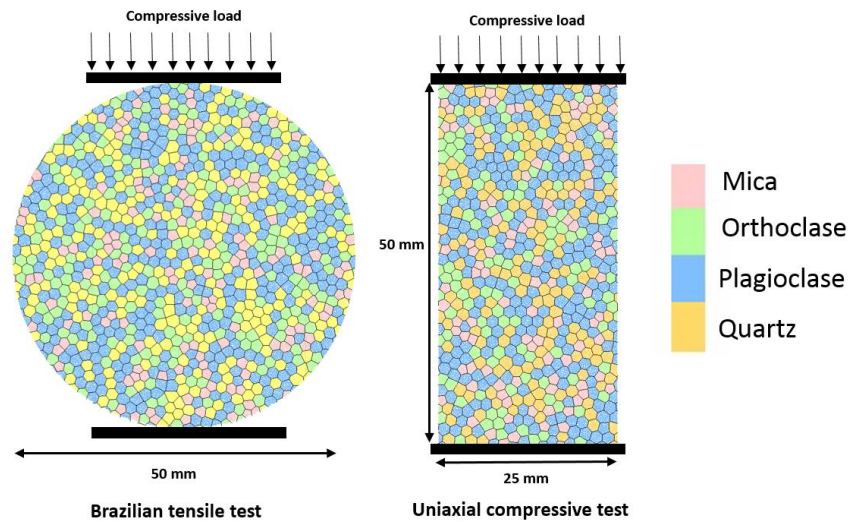 Compressive load
50 mm
Brazilian tensile test
Compressive load
50 mm
25 mm
Uniaxial compressive test
Mica
Orthoclase
Plagioclase
Quartz